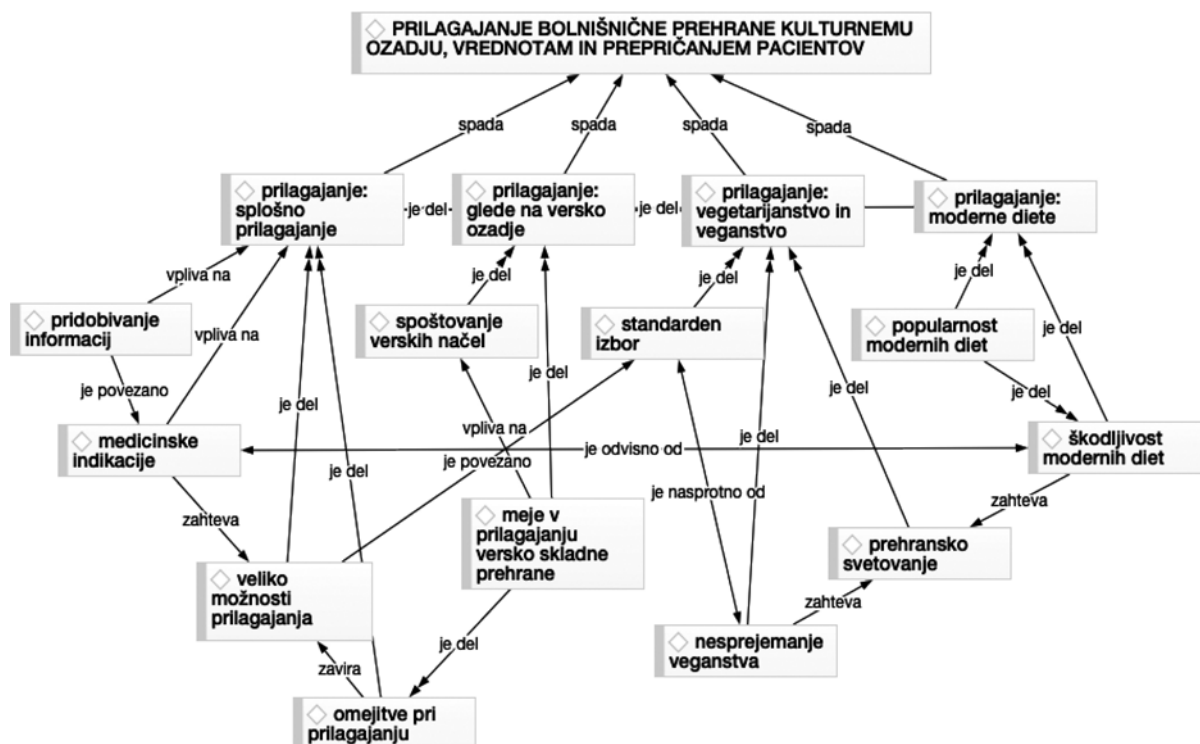 PRILAGAJANJE BOLNIŠNIČNE PREHRANE KULTURNEMU
OZADJU, VREDNOTAM IN PREPRIČANJEM PACIENTOV
spada
spada
spada
spada
prilagajanje:
splošno
prilagajanje
je del
prilagajanje:
glede na versko
ozadje
je del
prilagajanje:
vegetarijanstvo in
veganstvo
prilagajanje:
moderne diete
vpliva na
je del
je del
je del
pridobivanje
informacij
vpliva na
spoštovanje
verskih načel
standarden
izbor
popularnost
modernih diet
je del
je povezano
je del
je del
je del
je del
medicinske
indikacije
vpliva na
je del
je odvisno od
škodljivost
modernih diet
je povezano
je del
je nasprotno od
zahteva
zahteva
meje v
prilagajanju
versko skladne
prehrane
prehransko
svetovanje
veliko
možnosti
prilagajanja
zahteva
je del
nesprejemanje
veganstva
zavira
omejitve pri
prilagajanju